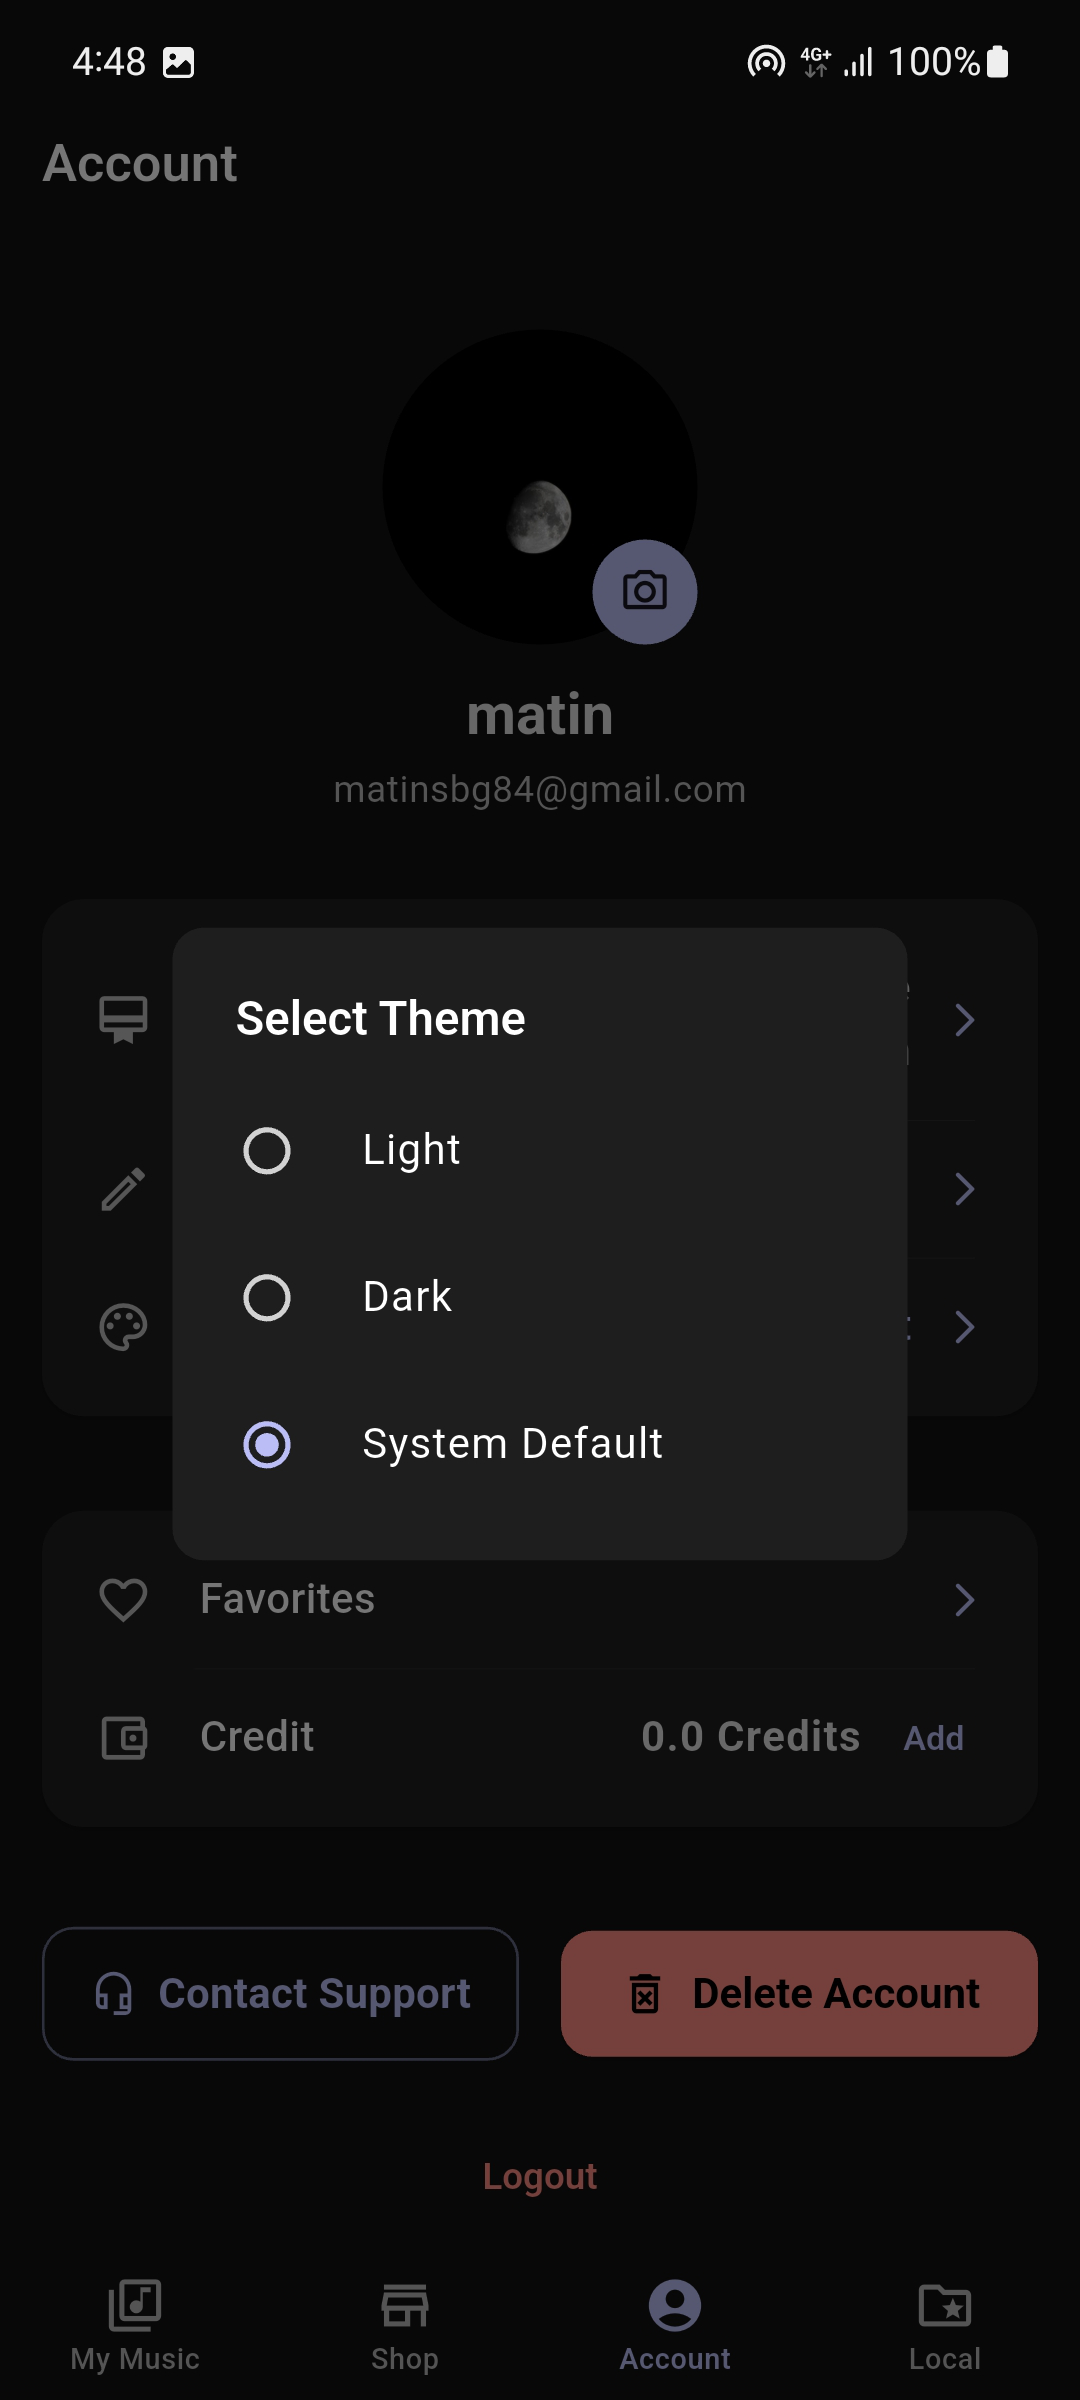 4:48
4G+
100%
Account
matin
matinsbg84@gmail.com
Select Theme
Light
Dark
System Default
Favorites
Credit 0.0 Credits Add
Contact Support
Delete Account
Logout
My Music
Shop
Account
Local